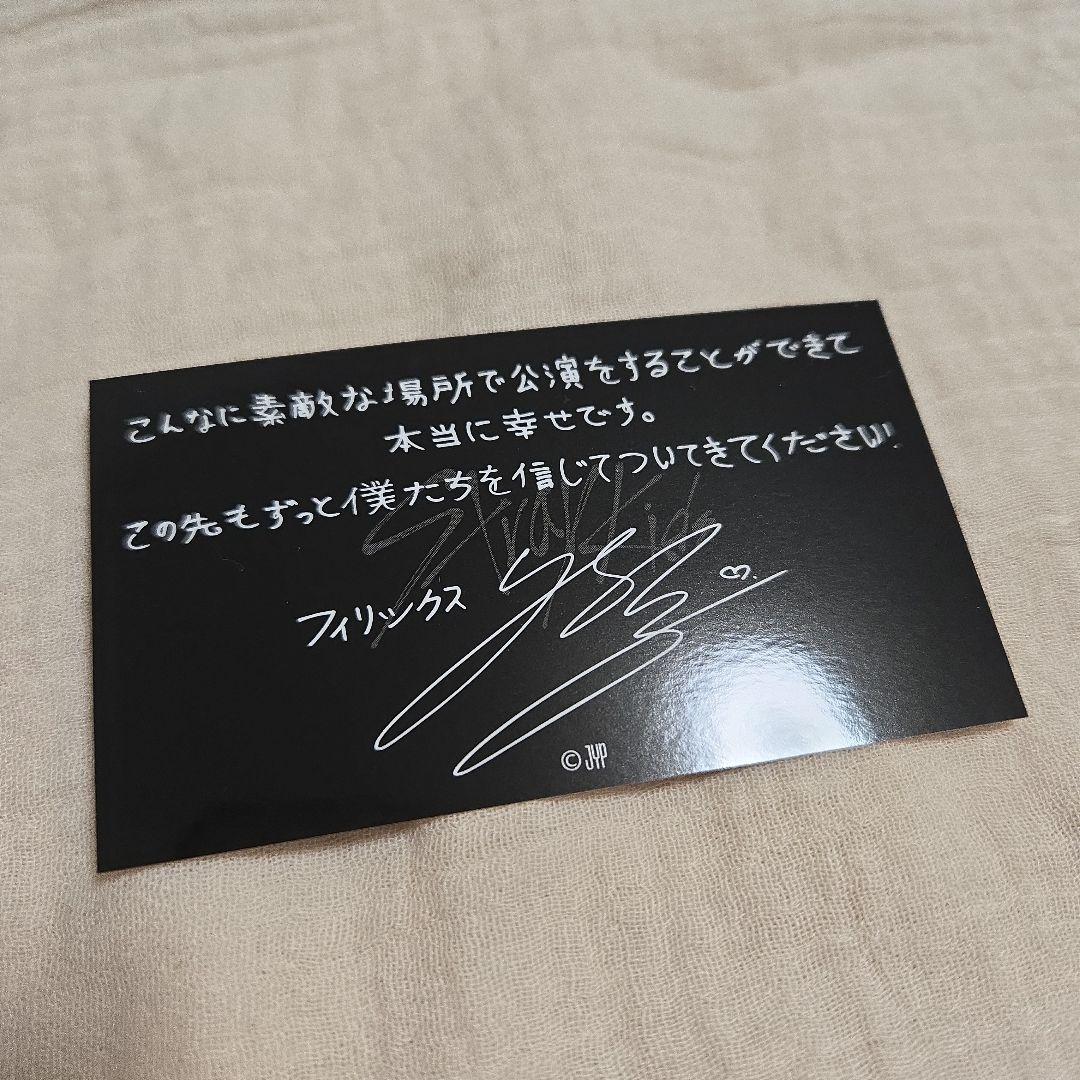 こんなに素敵な場所で公演をすることができて
本当に幸せです。
この先もずっと僕たちを信じてついてきてください!
Stray Kids
フィリックス
© JYP